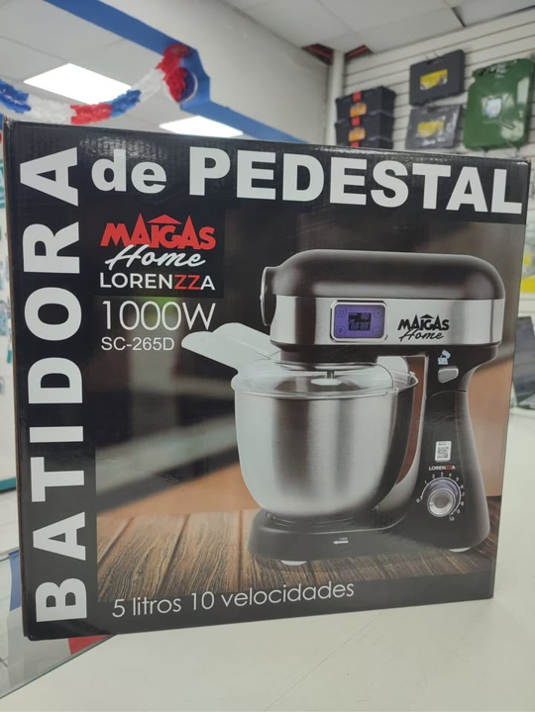 BATIDORA
de PEDESTAL
MAIGAS
Home
LORENZZA
1000W
SC-265D
MAIGAS
Home
LORENZZA
5 litros 10 velocidades